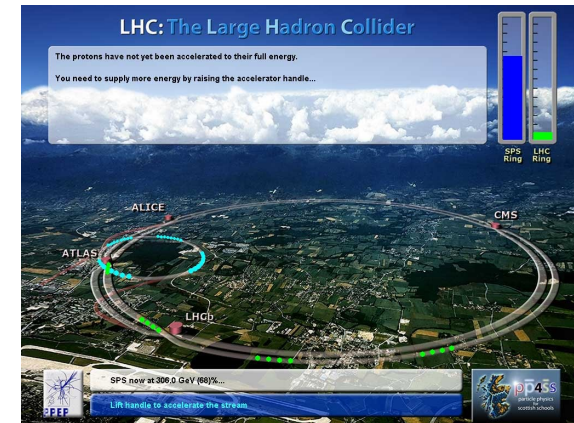 LHC: The Large Hadron Collider
The protons have not yet been accelerated to their full energy.
You need to supply more energy by raising the accelerator handle...
SPS LHC
Ring Ring
ALICE
CMS
ATLAS
LHCb
SPS now at 306.0 GeV (68)%...
Lift handle to accelerate the stream
PPEP
pp4ss
particle physics
for
scottish schools